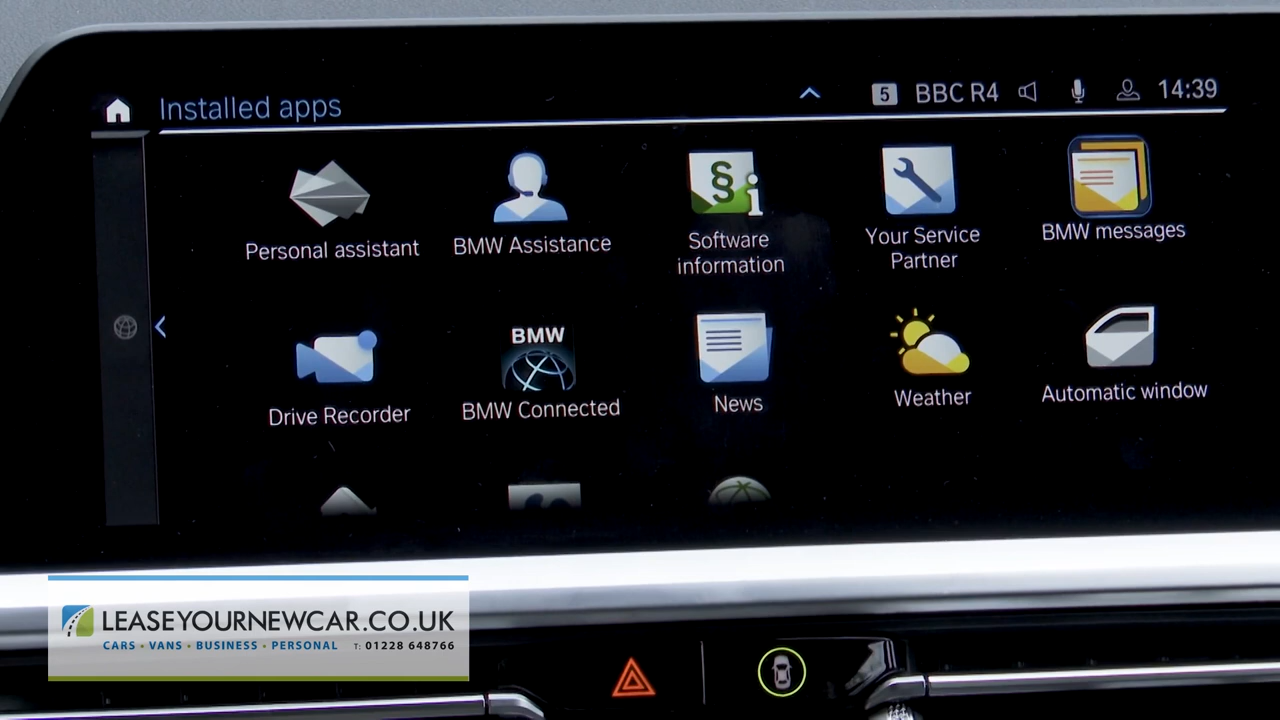 Installed apps
5 BBC R4 14:39
Personal assistant
BMW Assistance
Software
information
Your Service
Partner
BMW messages
Drive Recorder
BMW
BMW Connected
News
Weather
Automatic window
LEASEYOURNEWCAR.CO.UK
CARS • VANS • BUSINESS • PERSONAL T: 01228 648766